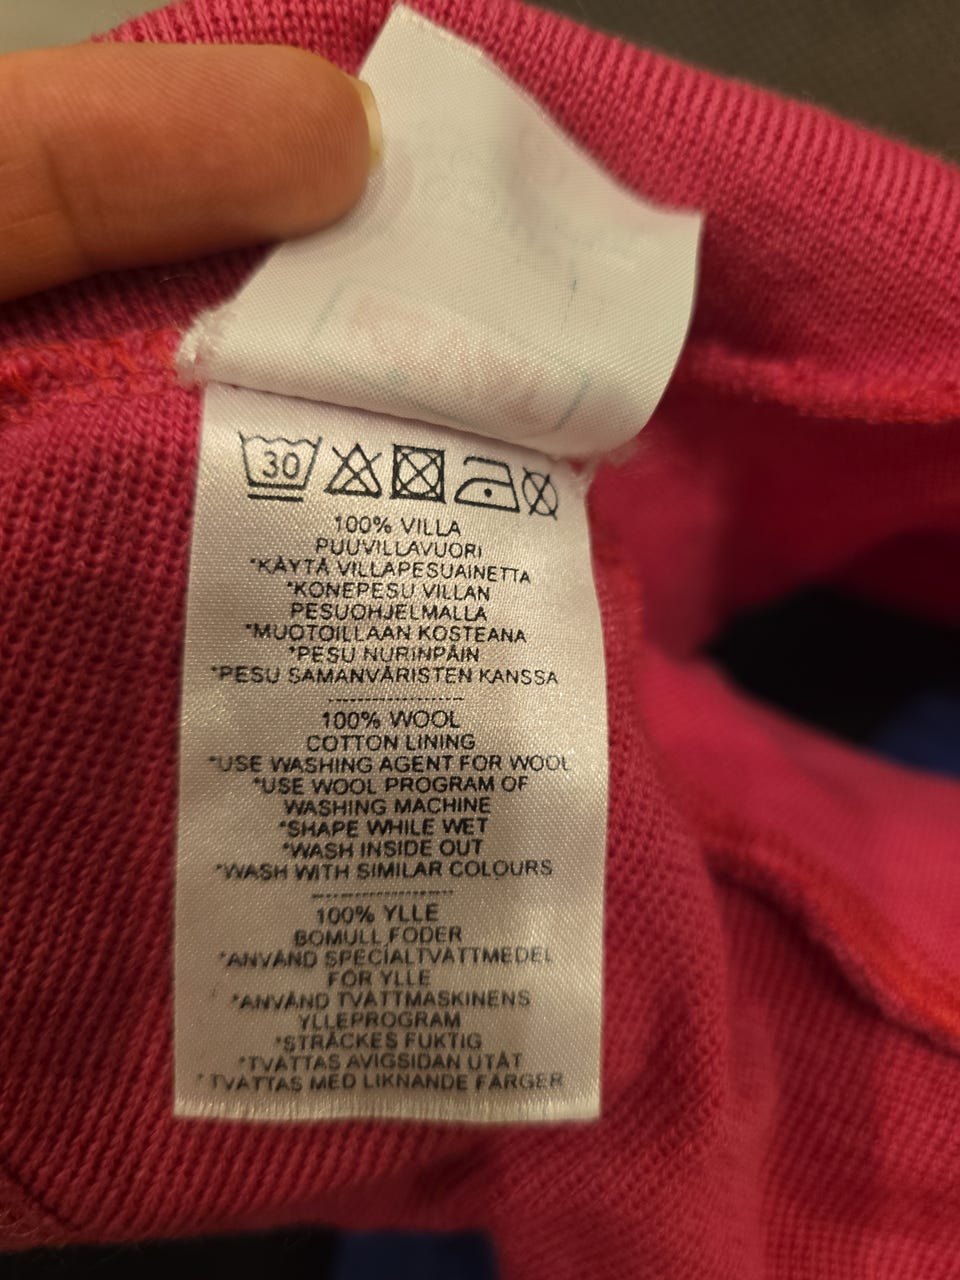 30
100% VILLA
PUUVILLAVUORI
*KÄYTÄ VILLAPESUAINETTA
*KONEPESU VILLAN
PESUOHJELMALLA
*MUOTOILLAAN KOSTEANA
*PESU NURINPÄIN
*PESU SAMANVÄRISTEN KANSSA
--------------------
100% WOOL
COTTON LINING
*USE WASHING AGENT FOR WOOL
*USE WOOL PROGRAM OF
WASHING MACHINE
*SHAPE WHILE WET
*WASH INSIDE OUT
*WASH WITH SIMILAR COLOURS
--------------------
100% YLLE
BOMULL FODER
*ANVÄND SPECIALTVÄTTMEDEL
FÖR YLLE
*ANVÄND TVÄTTMASKINENS
YLLEPROGRAM
*STRÄCKES FUKTIG
*TVÄTTAS AVIGSIDAN UTÅT
*TVÄTTAS MED LIKNANDE FÄRGER